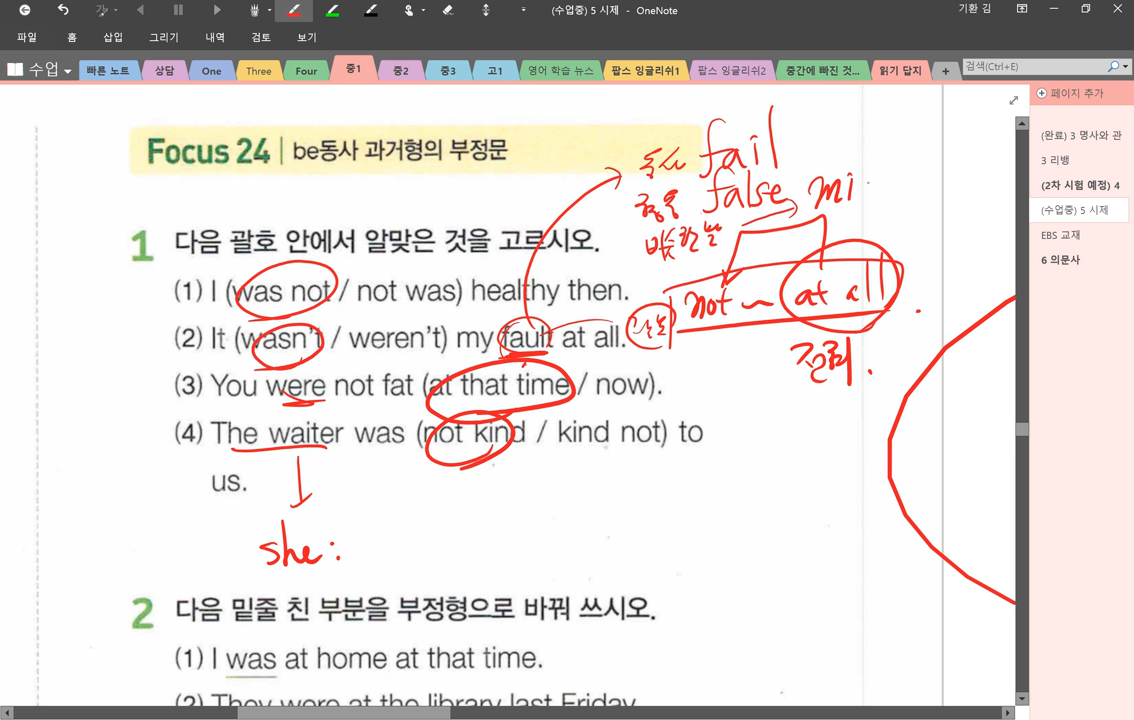 (수업중) 5 시제 - OneNote
기환 김
파일 홈 삽입 그리기 내역 검토 보기
수업 빠른 노트 상담 One Three Four 중1 중2 중3 고1 영어 학습 뉴스 팝스 잉글리쉬1 팝스 잉글리쉬2 중간에 빠진 것... 읽기 답지 +
검색(Ctrl+E)
페이지 추가
(완료) 3 명사와 관
3 리뱅
(2차 시험 예정) 4
(수업중) 5 시제
EBS 교재
6 의문사
Focus 24 | be동사 과거형의 부정문
fail
false mi
1 다음 괄호 안에서 알맞은 것을 고르시오.
(1) I (was not / not was) healthy then.
not ~ at all
(2) It (wasn't / weren't) my fault at all.
(3) You were not fat (at that time / now).
(4) The waiter was (not kind / kind not) to
us.
she
2 다음 밑줄 친 부분을 부정형으로 바꿔 쓰시오.
(1) I was at home at that time.
(2) They were at the library last Friday.